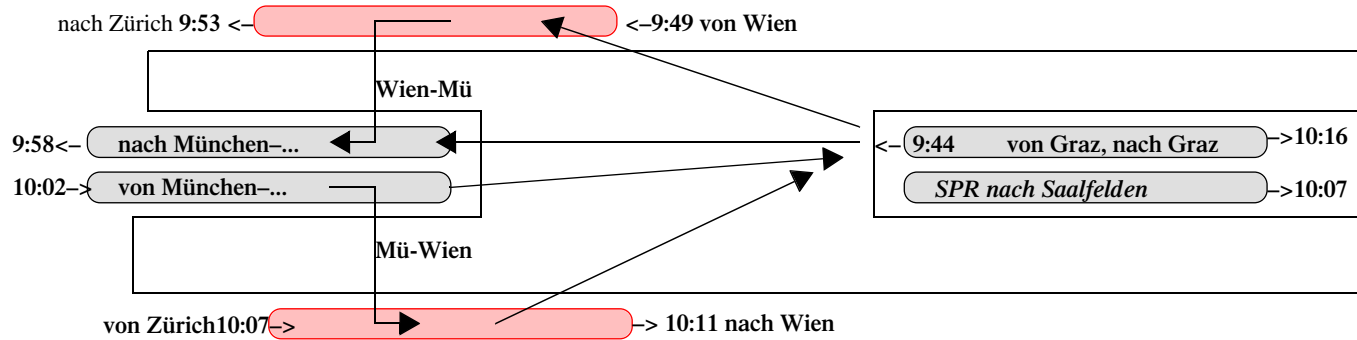 nach Zürich 9:53 <– <–9:49 von Wien
Wien-Mü
9:58<– nach München–... <– 9:44 von Graz, nach Graz –>10:16
10:02–> von München–... SPR nach Saalfelden –>10:07
Mü-Wien
von Zürich10:07–> –> 10:11 nach Wien